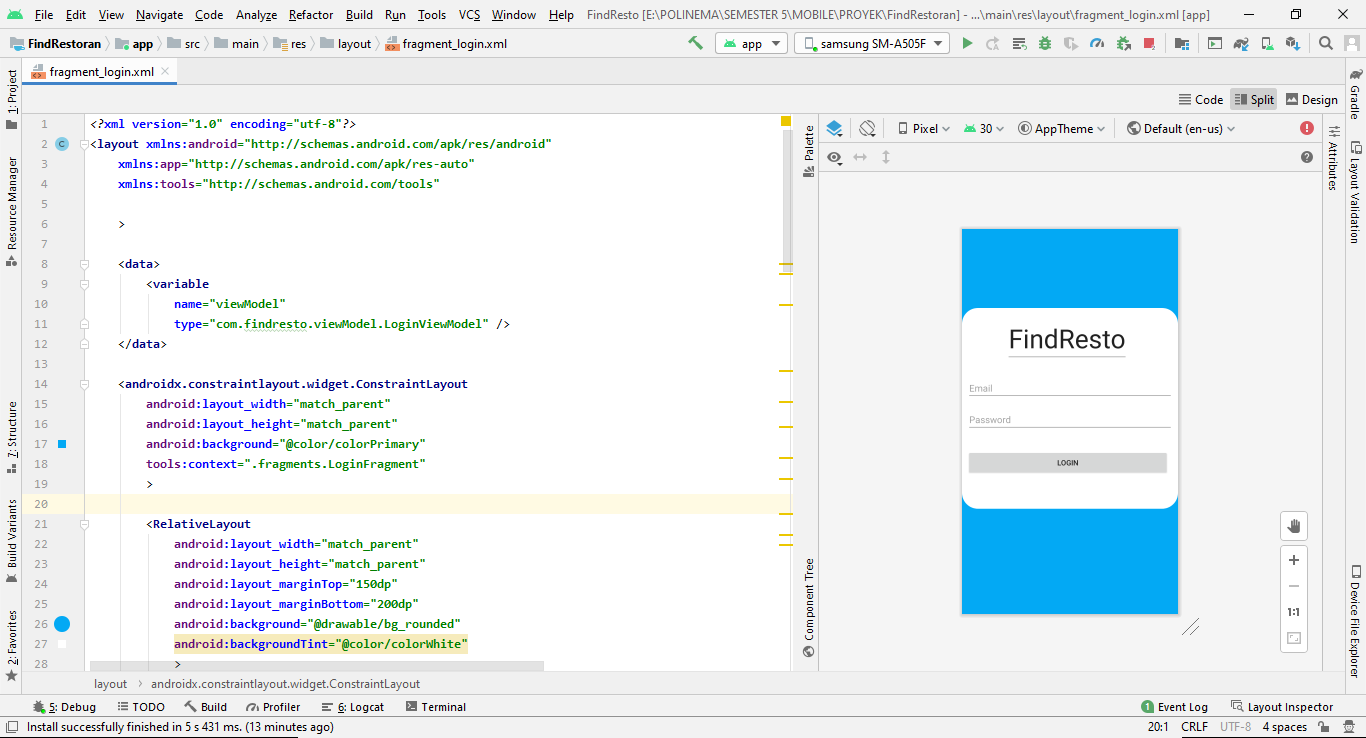 File Edit View Navigate Code Analyze Refactor Build Run Tools VCS Window Help FindResto [E:\POLINEMA\SEMESTER 5\MOBILE\PROYEK\FindRestoran] - ...\main\res\layout\fragment_login.xml [app]
FindRestoran app src main res layout fragment_login.xml app samsung SM-A505F
fragment_login.xml
Code Split Design
1 <?xml version="1.0" encoding="utf-8"?>
2 <layout xmlns:android="http://schemas.android.com/apk/res/android"
3 xmlns:app="http://schemas.android.com/apk/res-auto"
4 xmlns:tools="http://schemas.android.com/tools"
5
6 >
7
8 <data>
9 <variable
10 name="viewModel"
11 type="com.findresto.viewModel.LoginViewModel" />
12 </data>
13
14 <androidx.constraintlayout.widget.ConstraintLayout
15 android:layout_width="match_parent"
16 android:layout_height="match_parent"
17 android:background="@color/colorPrimary"
18 tools:context=".fragments.LoginFragment"
19 >
20
21 <RelativeLayout
22 android:layout_width="match_parent"
23 android:layout_height="match_parent"
24 android:layout_marginTop="150dp"
25 android:layout_marginBottom="200dp"
26 android:background="@drawable/bg_rounded"
27 android:backgroundTint="@color/colorWhite"
28 >
Pixel 30 AppTheme Default (en-us)
FindResto
Email
Password
LOGIN
1:1
1: Project
Resource Manager
7: Structure
Build Variants
2: Favorites
Palette
Component Tree
Attributes
Gradle
Layout Validation
Device File Explorer
layout androidx.constraintlayout.widget.ConstraintLayout
5: Debug TODO Build Profiler 6: Logcat Terminal 1 Event Log Layout Inspector
Install successfully finished in 5 s 431 ms. (13 minutes ago) 20:1 CRLF UTF-8 4 spaces